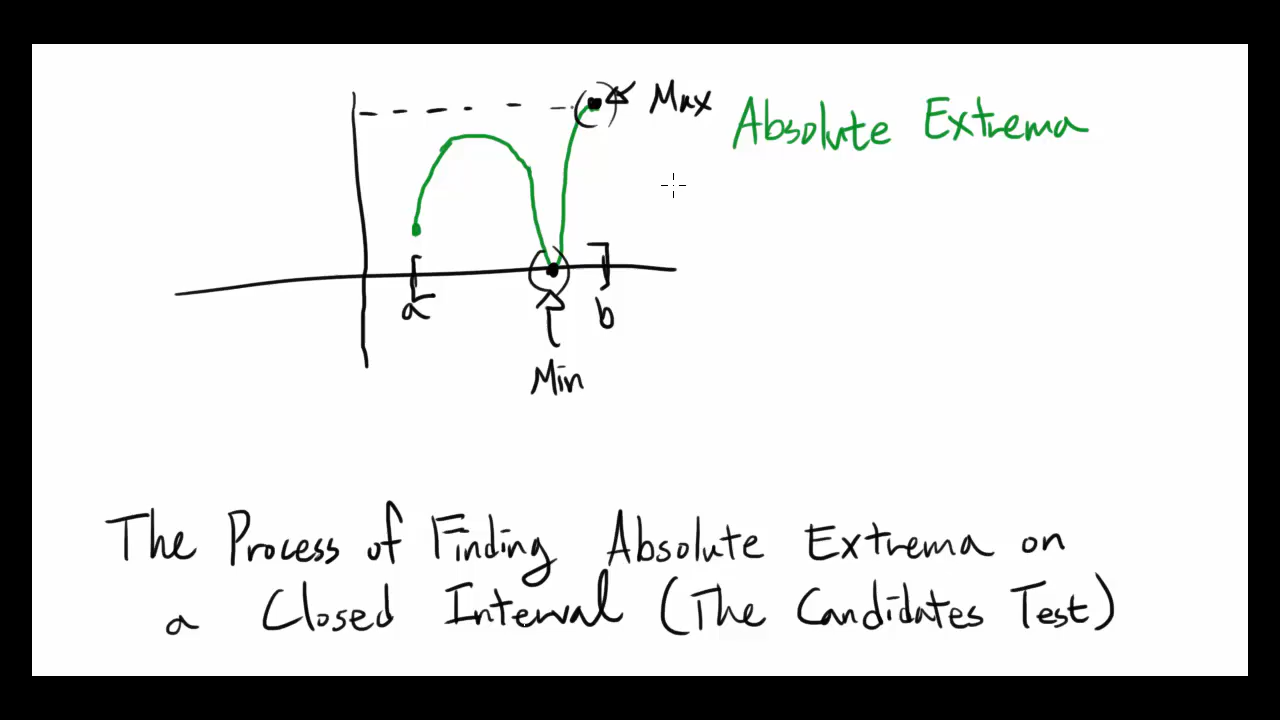 Max
Absolute Extrema
[
]
a
b
Min
The Process of Finding Absolute Extrema on
a Closed Interval (The Candidates Test)